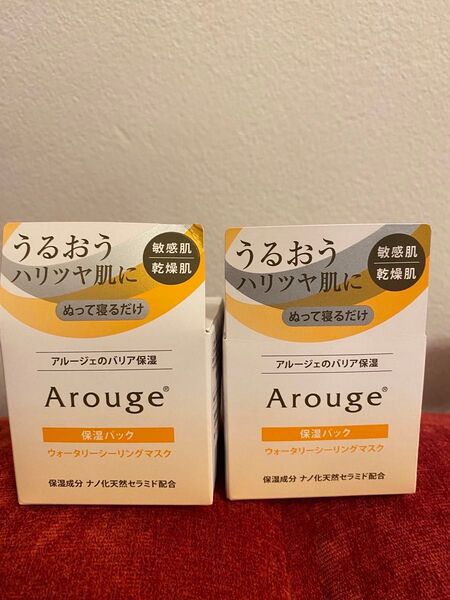 うるおう
ハリツヤ肌に
敏感肌
乾燥肌
ぬって寝るだけ
アルージェのバリア保湿
Arouge®
保湿パック
ウォータリーシーリングマスク
保湿成分 ナノ化天然セラミド配合
うるおう
ハリツヤ肌に
敏感肌
乾燥肌
ぬって寝るだけ
アルージェのバリア保湿
Arouge®
保湿パック
ウォータリーシーリングマスク
保湿成分 ナノ化天然セラミド配合